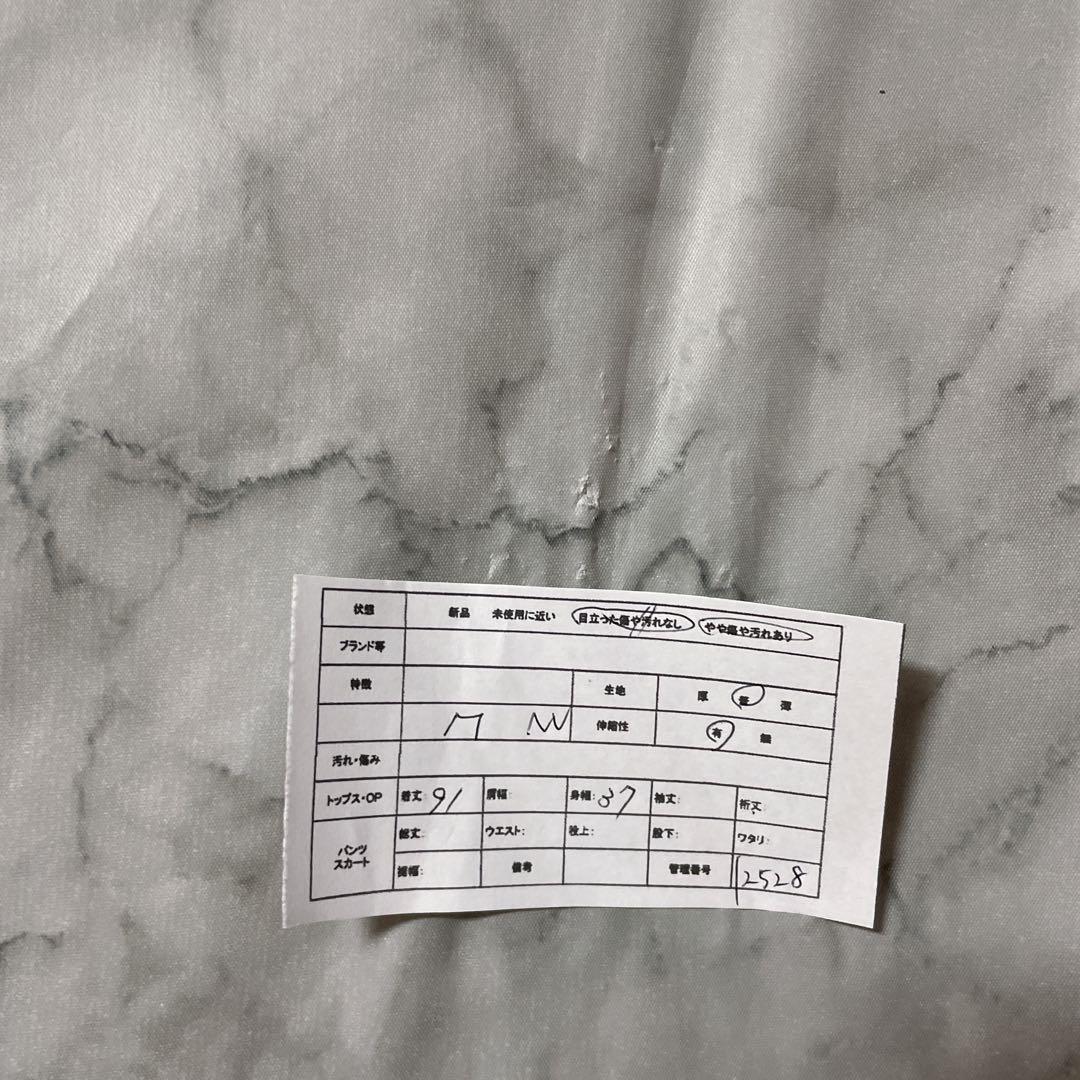 状態 新品 未使用に近い 目立った傷や汚れなし やや傷や汚れあり
ブランド等
特徴 生地 厚 普 薄
伸縮性 有 無
汚れ・傷み
トップス・OP 着丈: 91 肩幅: 身幅: 37 袖丈: 裄丈:
パンツ スカート 総丈: ウエスト: 股上: 股下: ワタリ:
裾幅: 備考 管理番号 12528